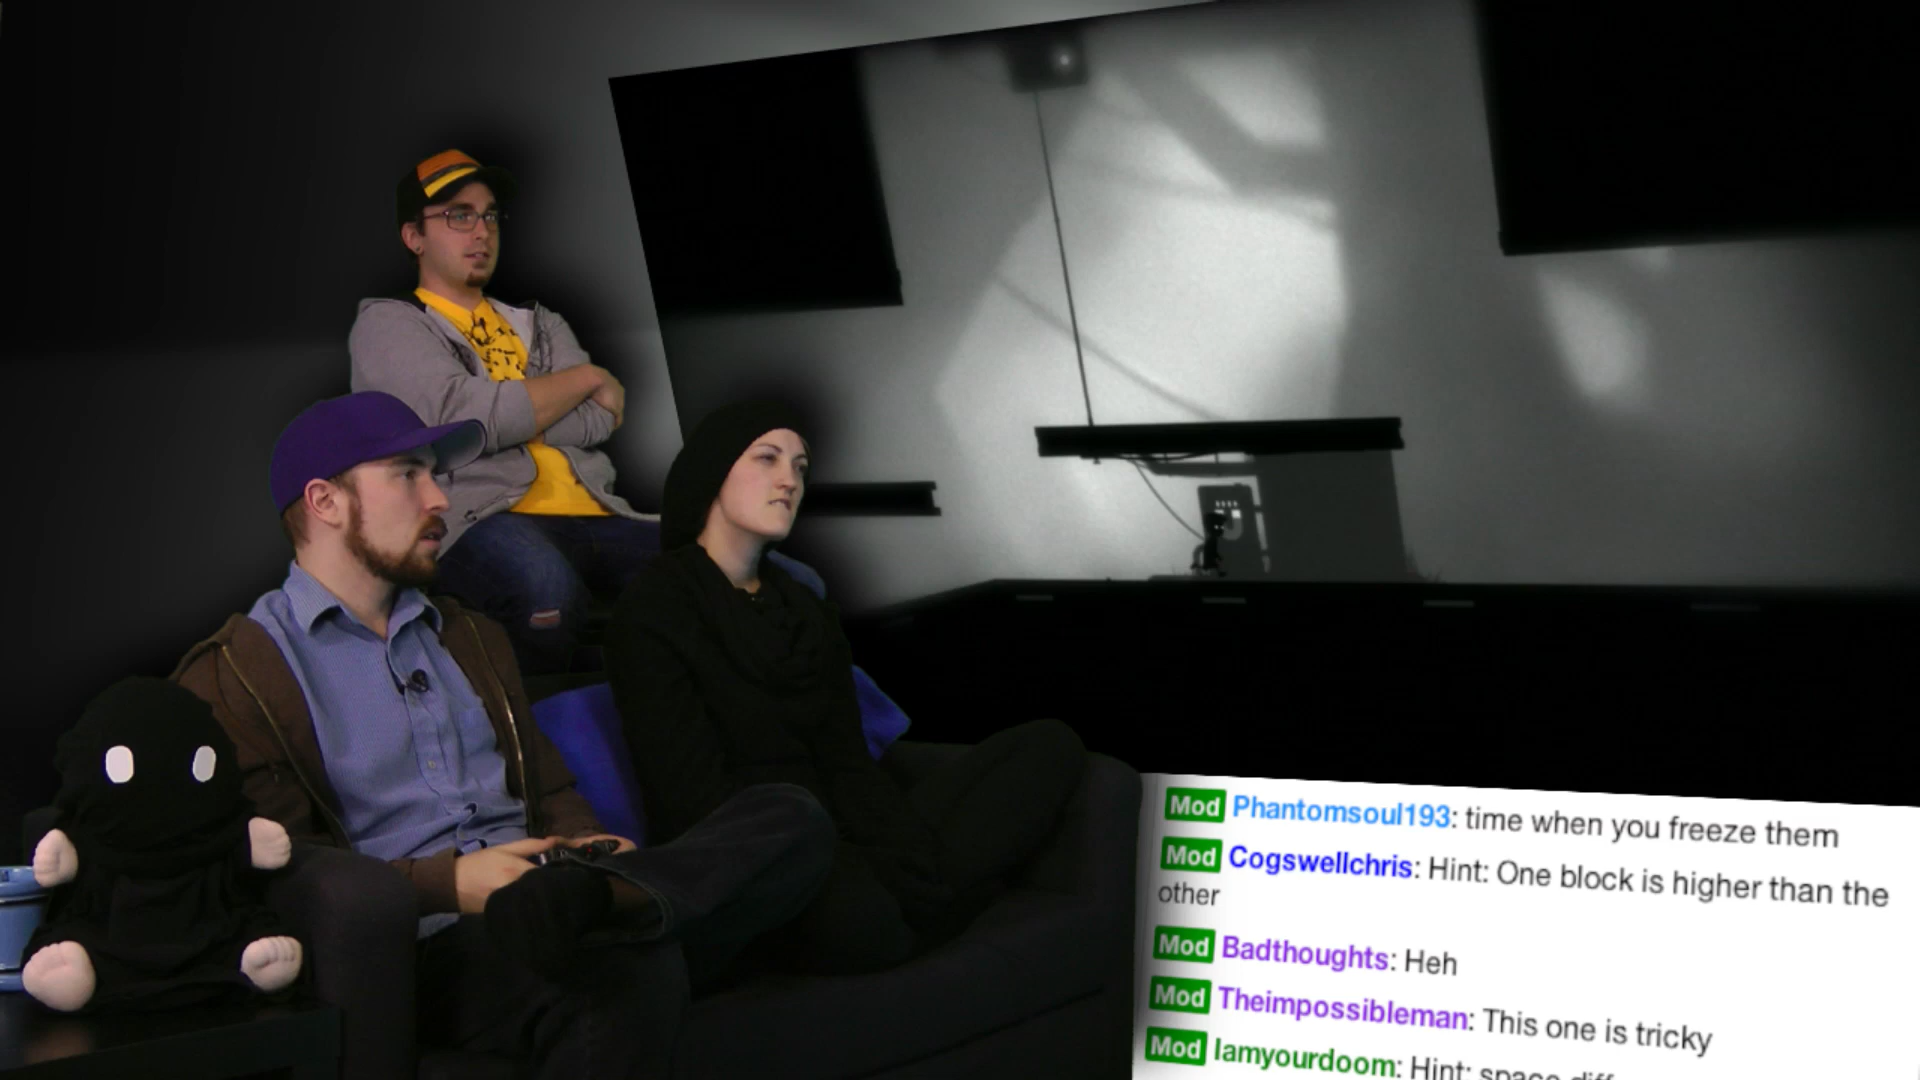 Mod Phantomsoul193: time when you freeze them
Mod Cogswellchris: Hint: One block is higher than the
other
Mod Badthoughts: Heh
Mod Theimpossibleman: This one is tricky
Mod Iamyourdoom: Hint: space